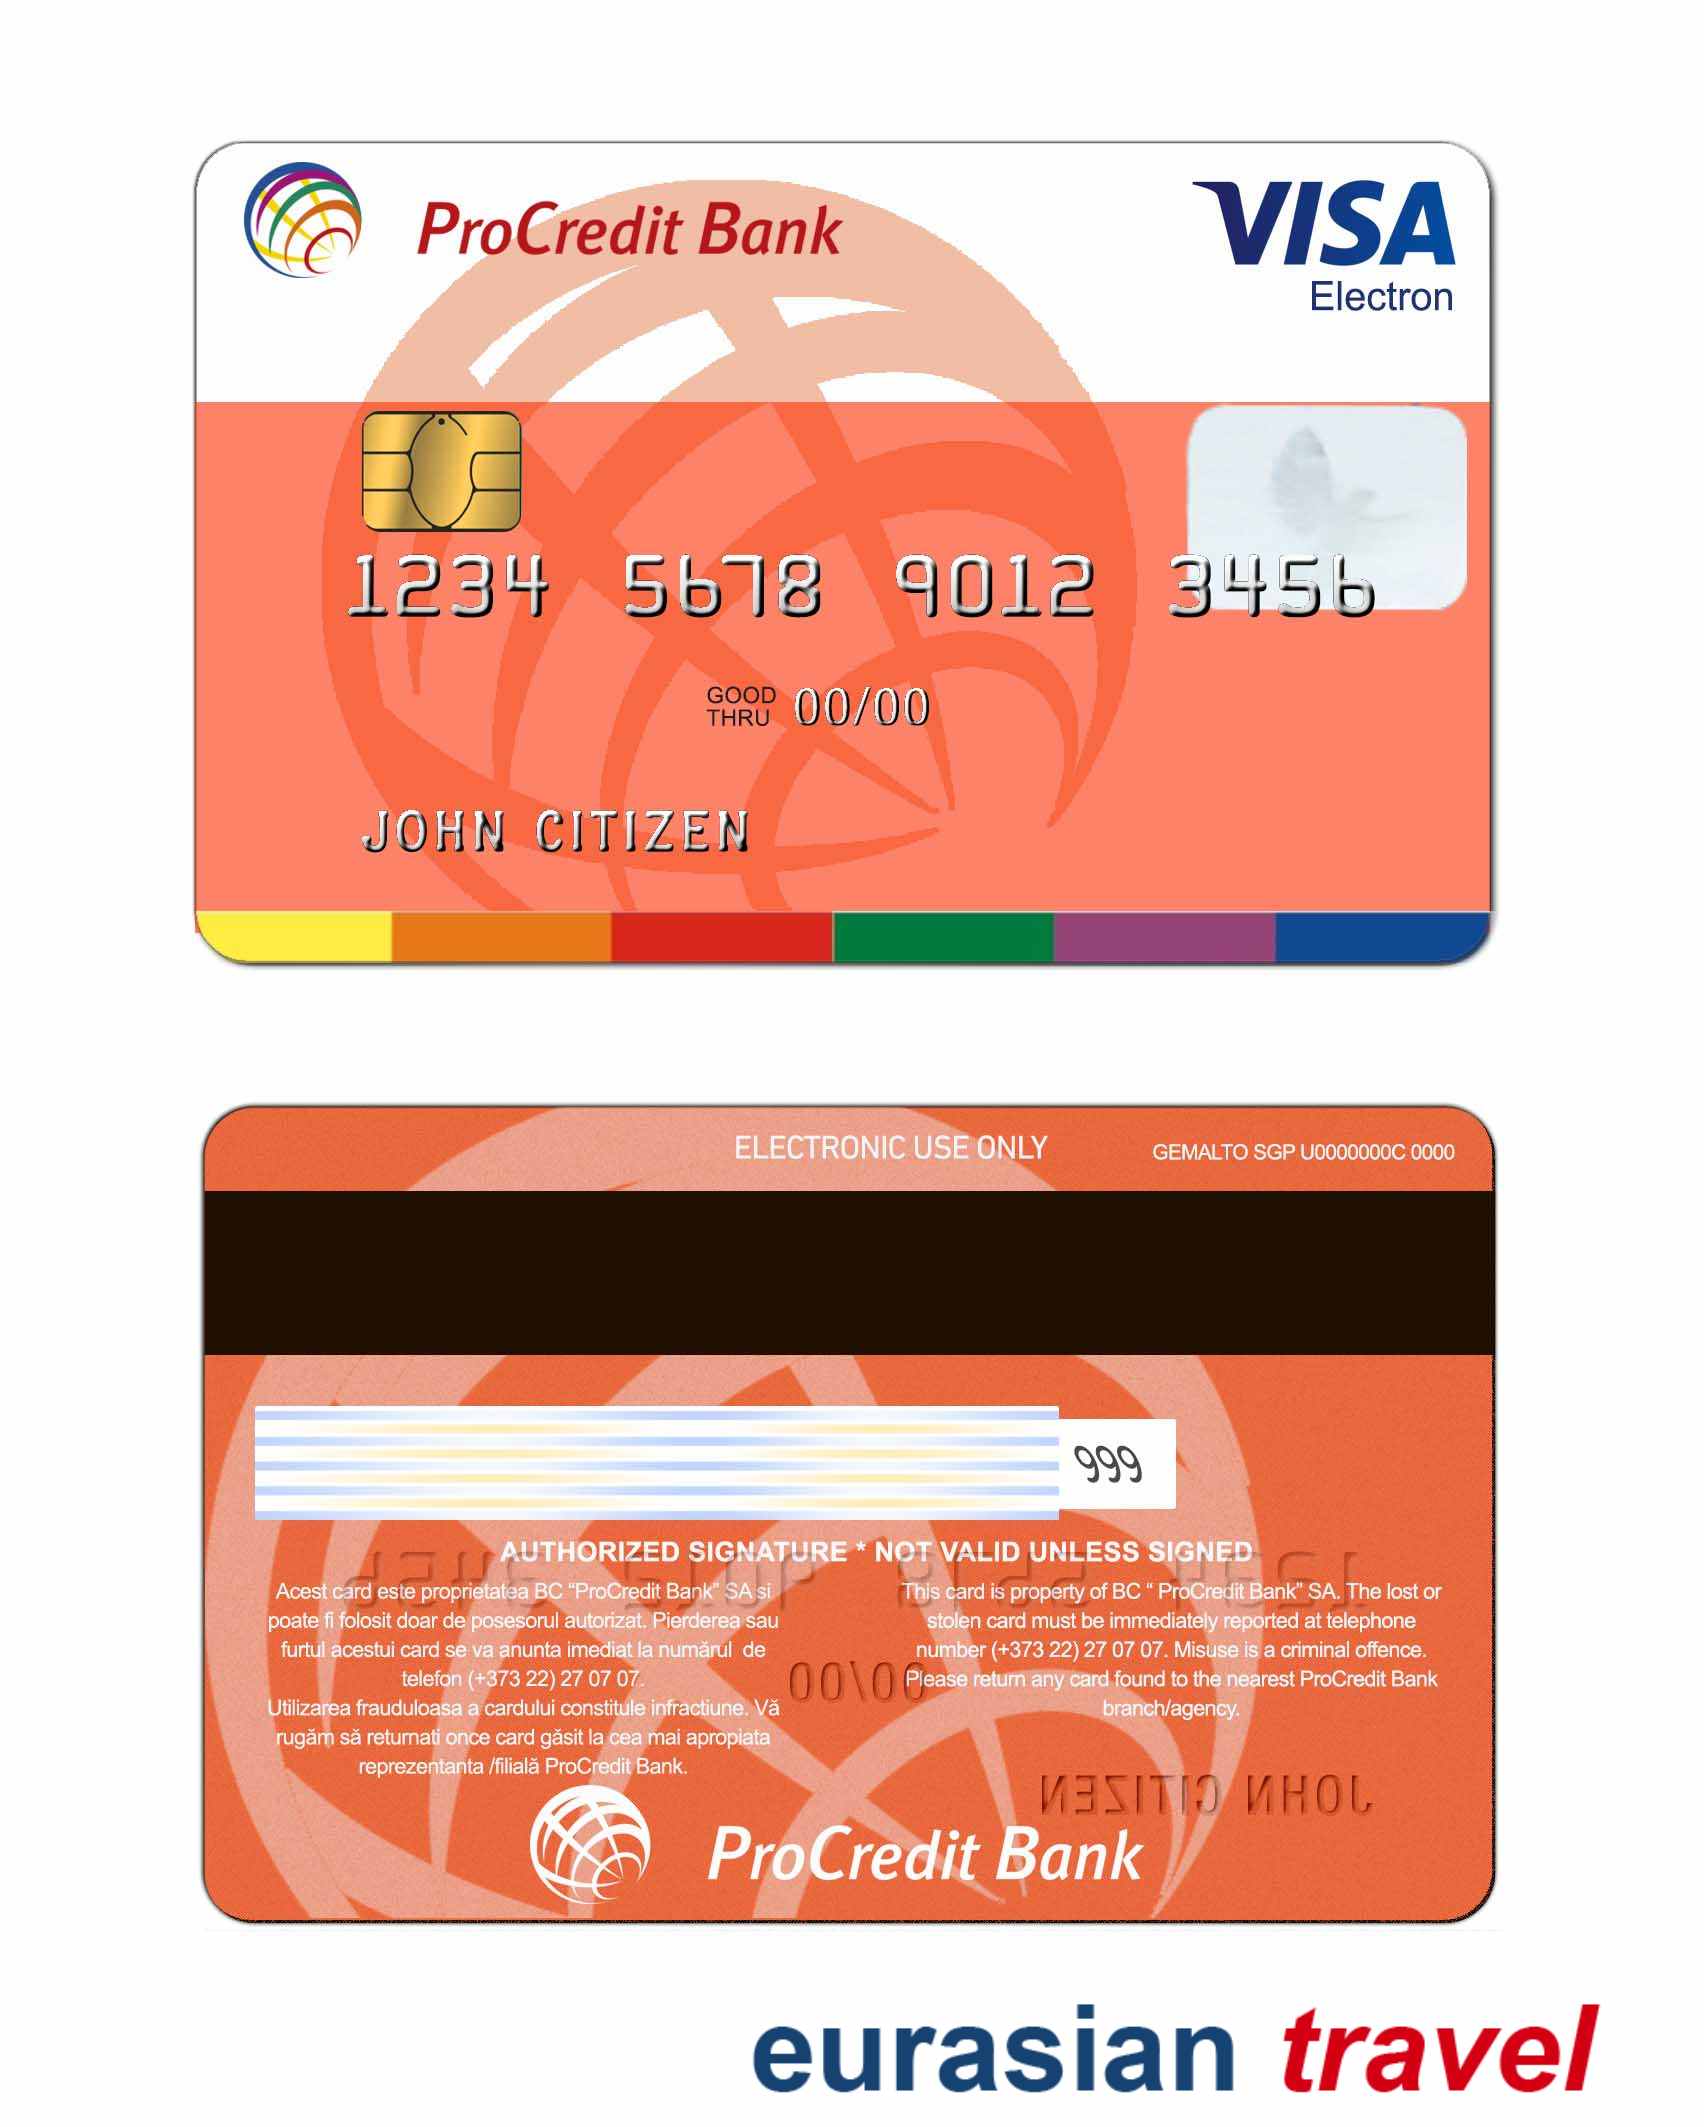 ProCredit Bank
VISA
Electron
1234 5678 9012 3456
GOOD
THRU 00/00
JOHN CITIZEN
ELECTRONIC USE ONLY
GEMALTO SGP U0000000C 0000
999
AUTHORIZED SIGNATURE * NOT VALID UNLESS SIGNED
Acest card este proprietatea BC “ProCredit Bank” SA și
poate fi folosit doar de posesorul autorizat. Pierderea sau
furtul acestui card se va anunta imediat la numărul de
telefon (+373 22) 27 07 07.
Utilizarea frauduloasa a cardului constitule infractiune. Vă
rugăm să returnati once card găsit la cea mai apropiata
reprezentanta /filială ProCredit Bank.
This card is property of BC “ ProCredit Bank” SA. The lost or
stolen card must be immediately reported at telephone
number (+373 22) 27 07 07. Misuse is a criminal offence.
Please return any card found to the nearest ProCredit Bank
branch/agency.
00/00
JOHN CITIZEN
ProCredit Bank
eurasian travel